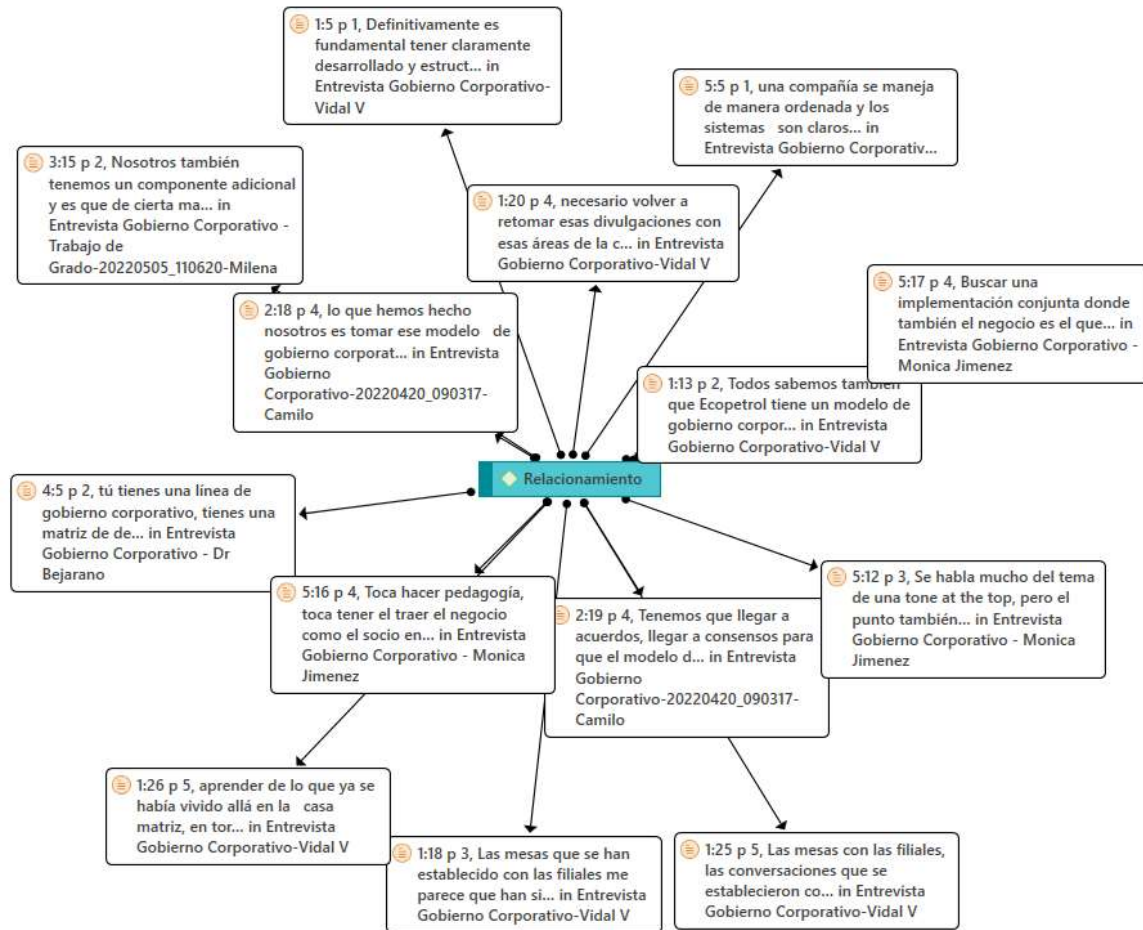 1:5 p 1, Definitivamente es
fundamental tener claramente
desarrollado y estruct... in
Entrevista Gobierno Corporativo-
Vidal V
5:5 p 1, una compañía se maneja
de manera ordenada y los
sistemas son claros... in
Entrevista Gobierno Corporativ...
3:15 p 2, Nosotros también
tenemos un componente adicional
y es que de cierta ma... in
Entrevista Gobierno Corporativo -
Trabajo de
Grado-20220505_110620-Milena
1:20 p 4, necesario volver a
retomar esas divulgaciones con
esas áreas de la c... in Entrevista
Gobierno Corporativo-Vidal V
5:17 p 4, Buscar una
implementación conjunta donde
también el negocio es el que... in
Entrevista Gobierno Corporativo -
Monica Jimenez
2:18 p 4, lo que hemos hecho
nosotros es tomar ese modelo de
gobierno corporat... in Entrevista
Gobierno
Corporativo-20220420_090317-
Camilo
1:13 p 2, Todos sabemos también
que Ecopetrol tiene un modelo de
gobierno corpor... in Entrevista
Gobierno Corporativo-Vidal V
Relacionamiento
4:5 p 2, tú tienes una línea de
gobierno corporativo, tienes una
matriz de de... in Entrevista
Gobierno Corporativo - Dr
Bejarano
5:16 p 4, Toca hacer pedagogía,
toca tener el traer el negocio
como el socio en... in Entrevista
Gobierno Corporativo - Monica
Jimenez
2:19 p 4, Tenemos que llegar a
acuerdos, llegar a consensos para
que el modelo d... in Entrevista
Gobierno
Corporativo-20220420_090317-
Camilo
5:12 p 3, Se habla mucho del tema
de una tone at the top, pero el
punto también... in Entrevista
Gobierno Corporativo - Monica
Jimenez
1:26 p 5, aprender de lo que ya se
había vivido allá en la casa
matriz, en tor... in Entrevista
Gobierno Corporativo-Vidal V
1:18 p 3, Las mesas que se han
establecido con las filiales me
parece que han si... in Entrevista
Gobierno Corporativo-Vidal V
1:25 p 5, Las mesas con las filiales,
las conversaciones que se
establecieron co... in Entrevista
Gobierno Corporativo-Vidal V